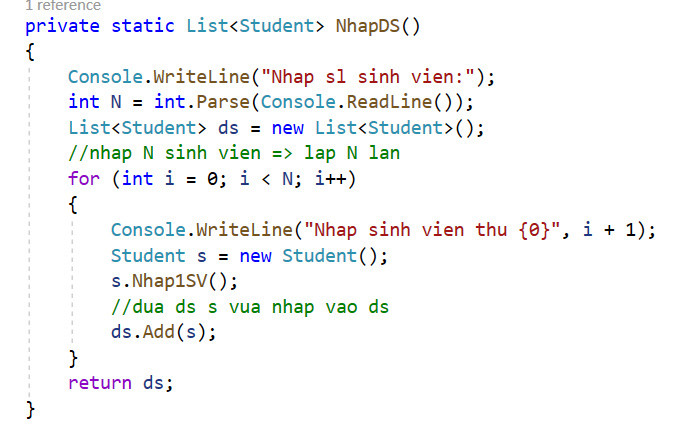 1 reference
private static List<Student> NhapDS()
{
Console.WriteLine("Nhap sl sinh vien:");
int N = int.Parse(Console.ReadLine());
List<Student> ds = new List<Student>();
//nhap N sinh vien => lap N lan
for (int i = 0; i < N; i++)
{
Console.WriteLine("Nhap sinh vien thu {0}", i + 1);
Student s = new Student();
s.Nhap1SV();
//dua ds s vua nhap vao ds
ds.Add(s);
}
return ds;
}